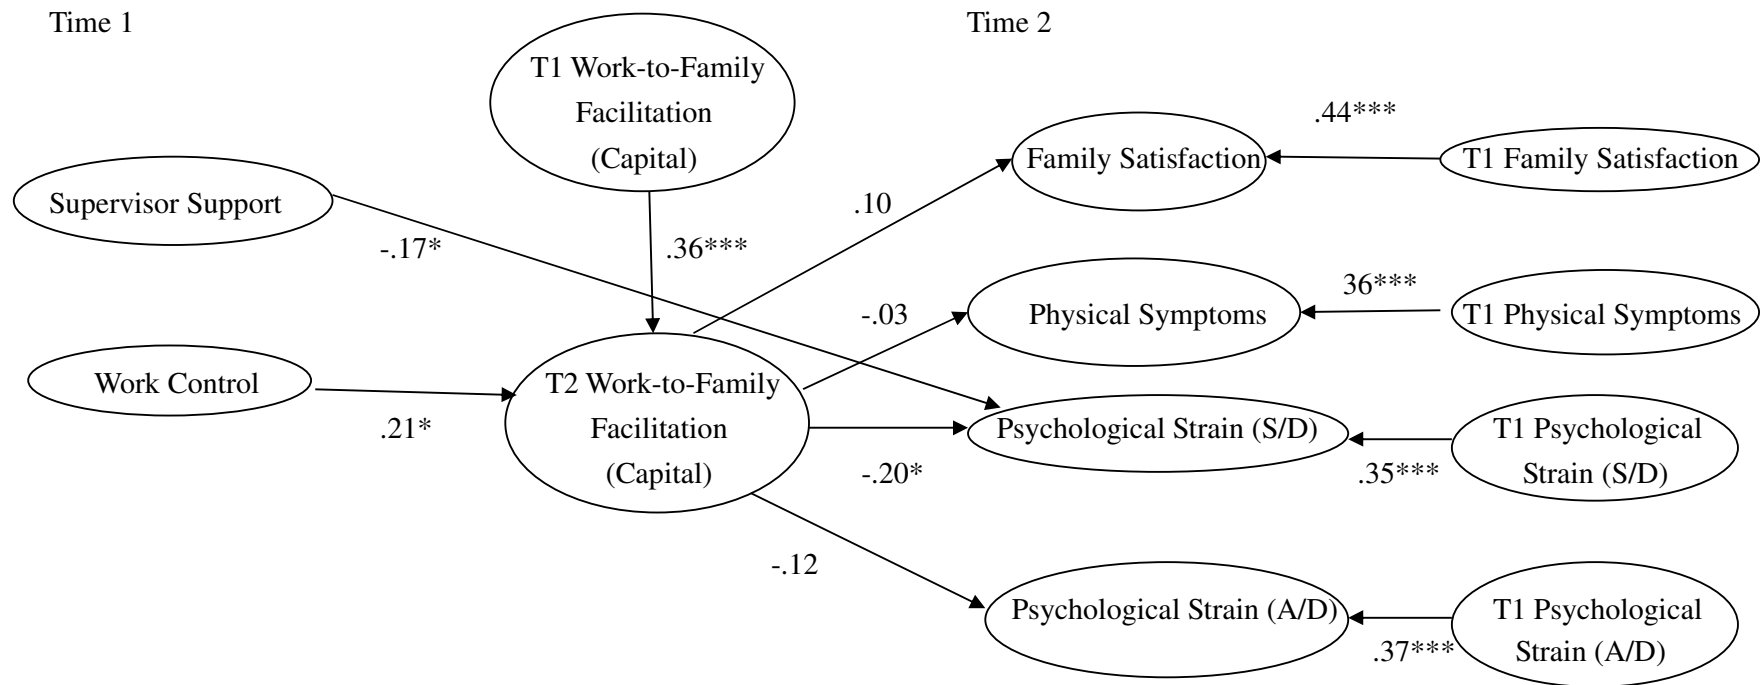 Time 1
Time 2
T1 Work-to-Family
Facilitation
(Capital)
.44***
Family Satisfaction
T1 Family Satisfaction
Supervisor Support
.10
-.17*
.36***
36***
-.03
Physical Symptoms
T1 Physical Symptoms
Work Control
.21*
T2 Work-to-Family
Facilitation
(Capital)
Psychological Strain (S/D)
T1 Psychological
Strain (S/D)
-.20*
.35***
-.12
Psychological Strain (A/D)
T1 Psychological
Strain (A/D)
.37***